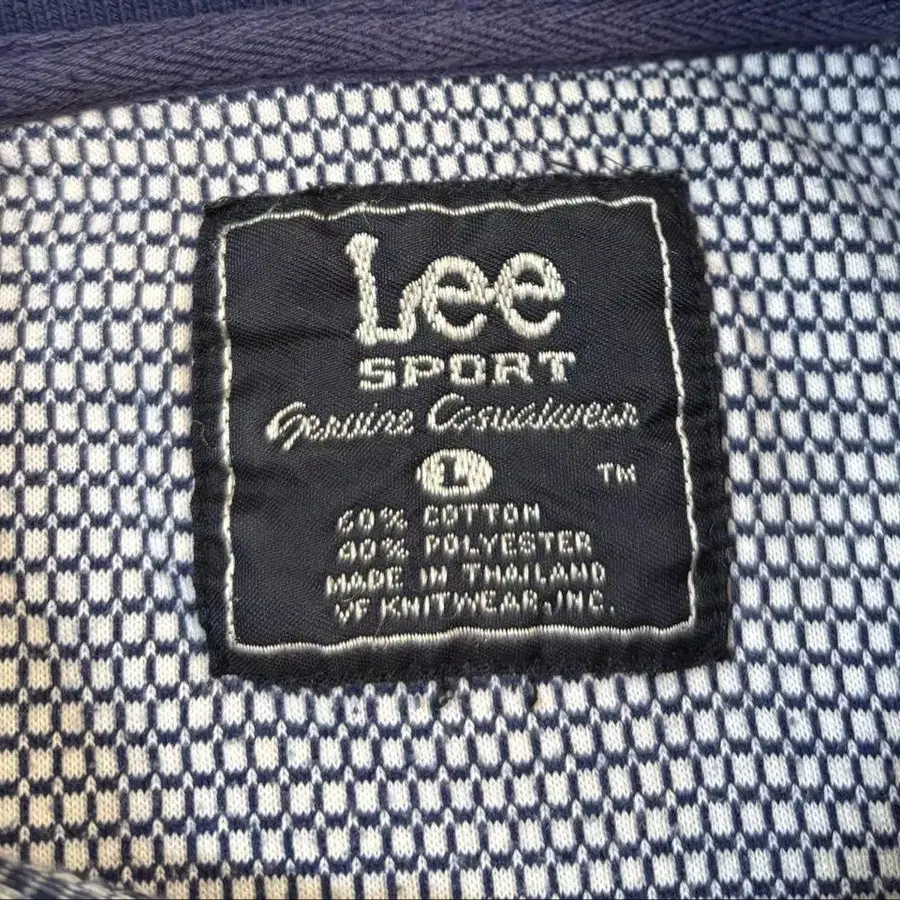 Lee
SPORT
Genuine Casualwear
L
TM
60% COTTON
40% POLYESTER
MADE IN THAILAND
VF KNITWEAR, INC.